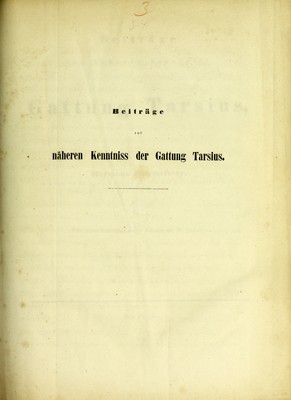 3
Beiträge
zur
näheren Kenntniss der Gattung Tarsius.